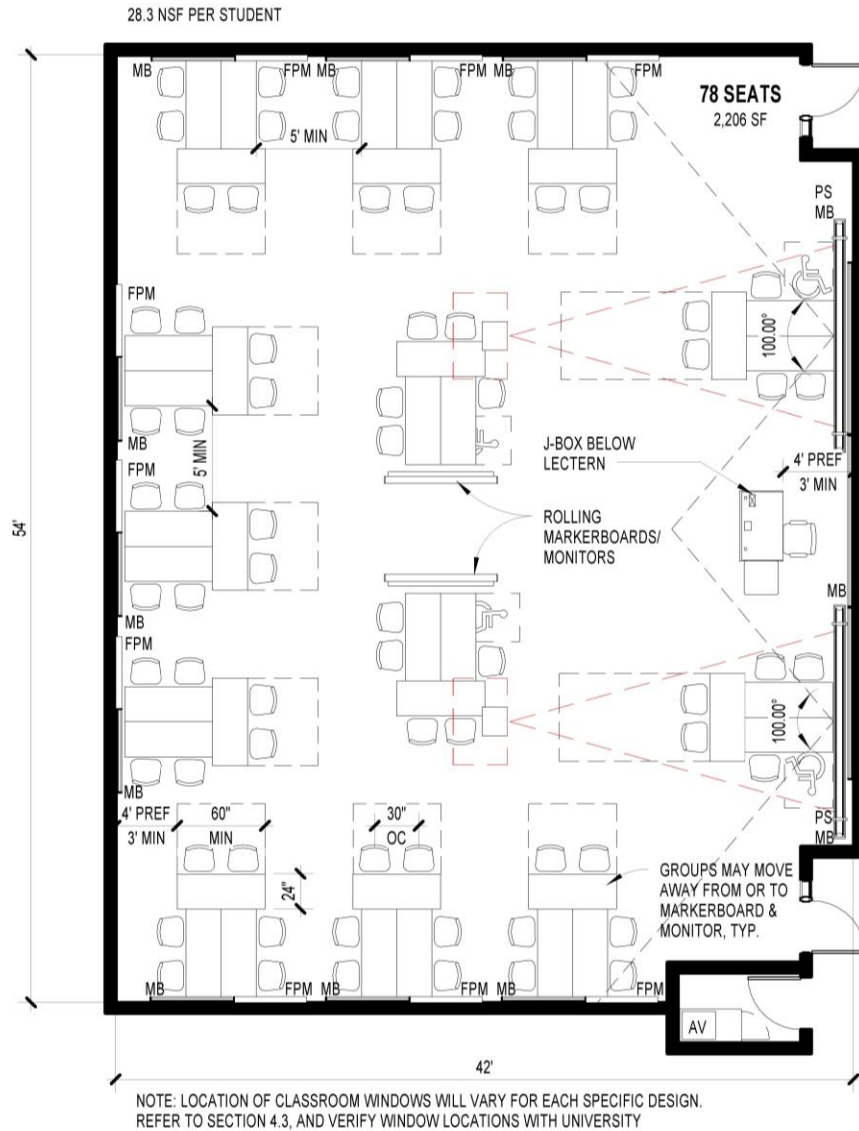 28.3 NSF PER STUDENT
MB
FPM
MB
FPM
MB
FPM
78 SEATS
2,206 SF
5' MIN
PS
MB
FPM
100.00°
MB
5' MIN
J-BOX BELOW
LECTERN
4' PREF
3' MIN
FPM
54'
ROLLING
MARKERBOARDS/
MONITORS
MB
MB
FPM
100.00°
MB
4' PREF
3' MIN
60"
MIN
30"
OC
PS
MB
24"
GROUPS MAY MOVE
AWAY FROM OR TO
MARKERBOARD &
MONITOR, TYP.
MB
FPM
MB
FPM
MB
FPM
AV
42'
NOTE: LOCATION OF CLASSROOM WINDOWS WILL VARY FOR EACH SPECIFIC DESIGN.
REFER TO SECTION 4.3, AND VERIFY WINDOW LOCATIONS WITH UNIVERSITY